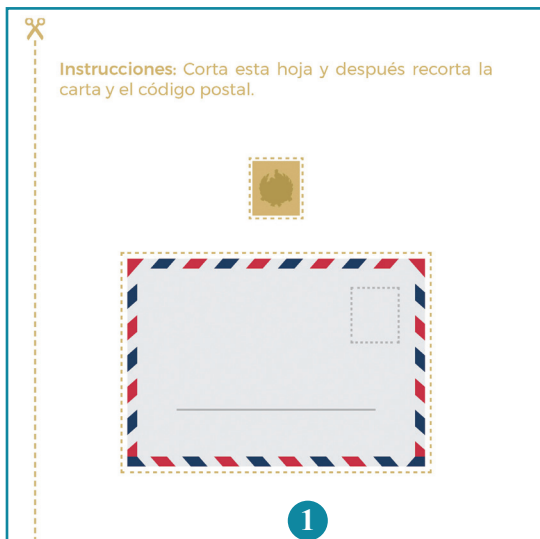 Instrucciones: Corta esta hoja y después recorta la
carta y el código postal.
1